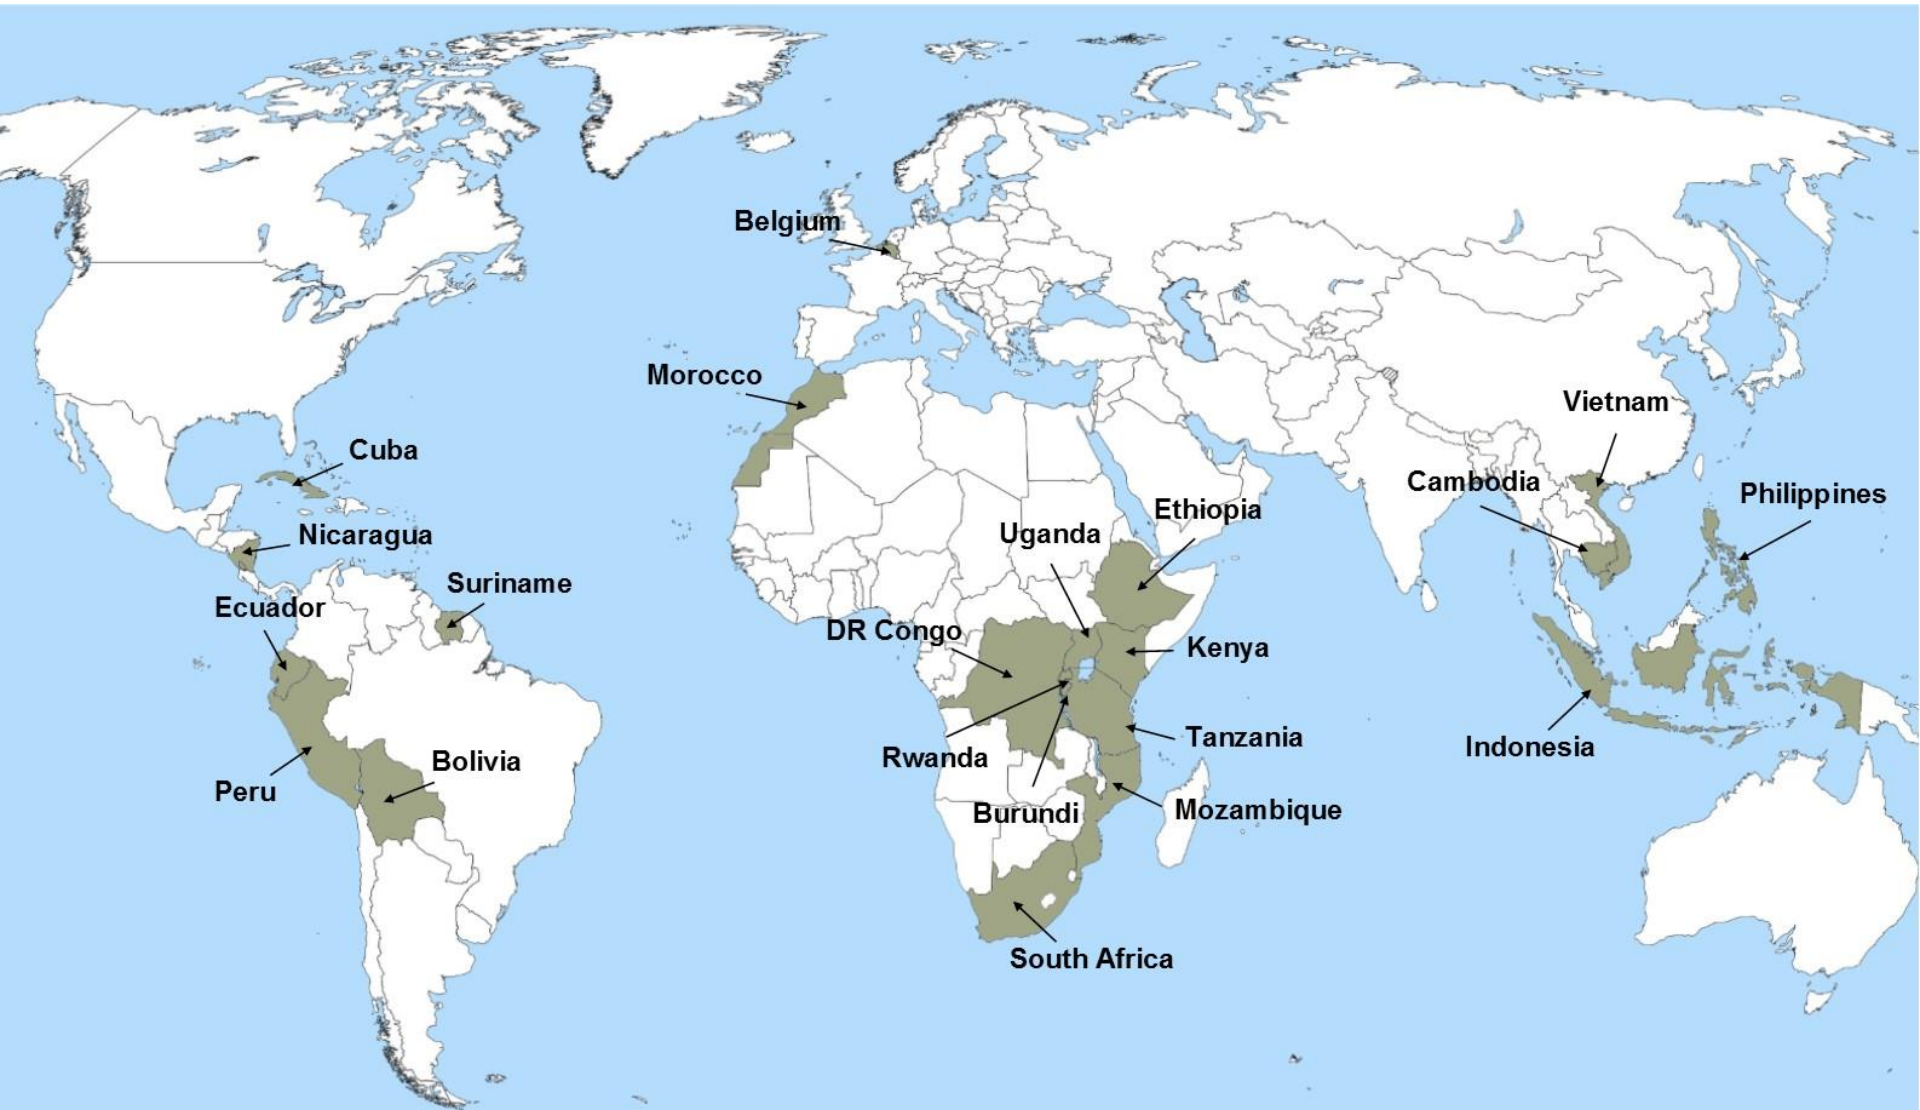 Belgium
Morocco
Vietnam
Cuba
Cambodia
Philippines
Ethiopia
Uganda
Nicaragua
Suriname
Ecuador
DR Congo
Kenya
Tanzania
Indonesia
Rwanda
Bolivia
Peru
Mozambique
Burundi
South Africa